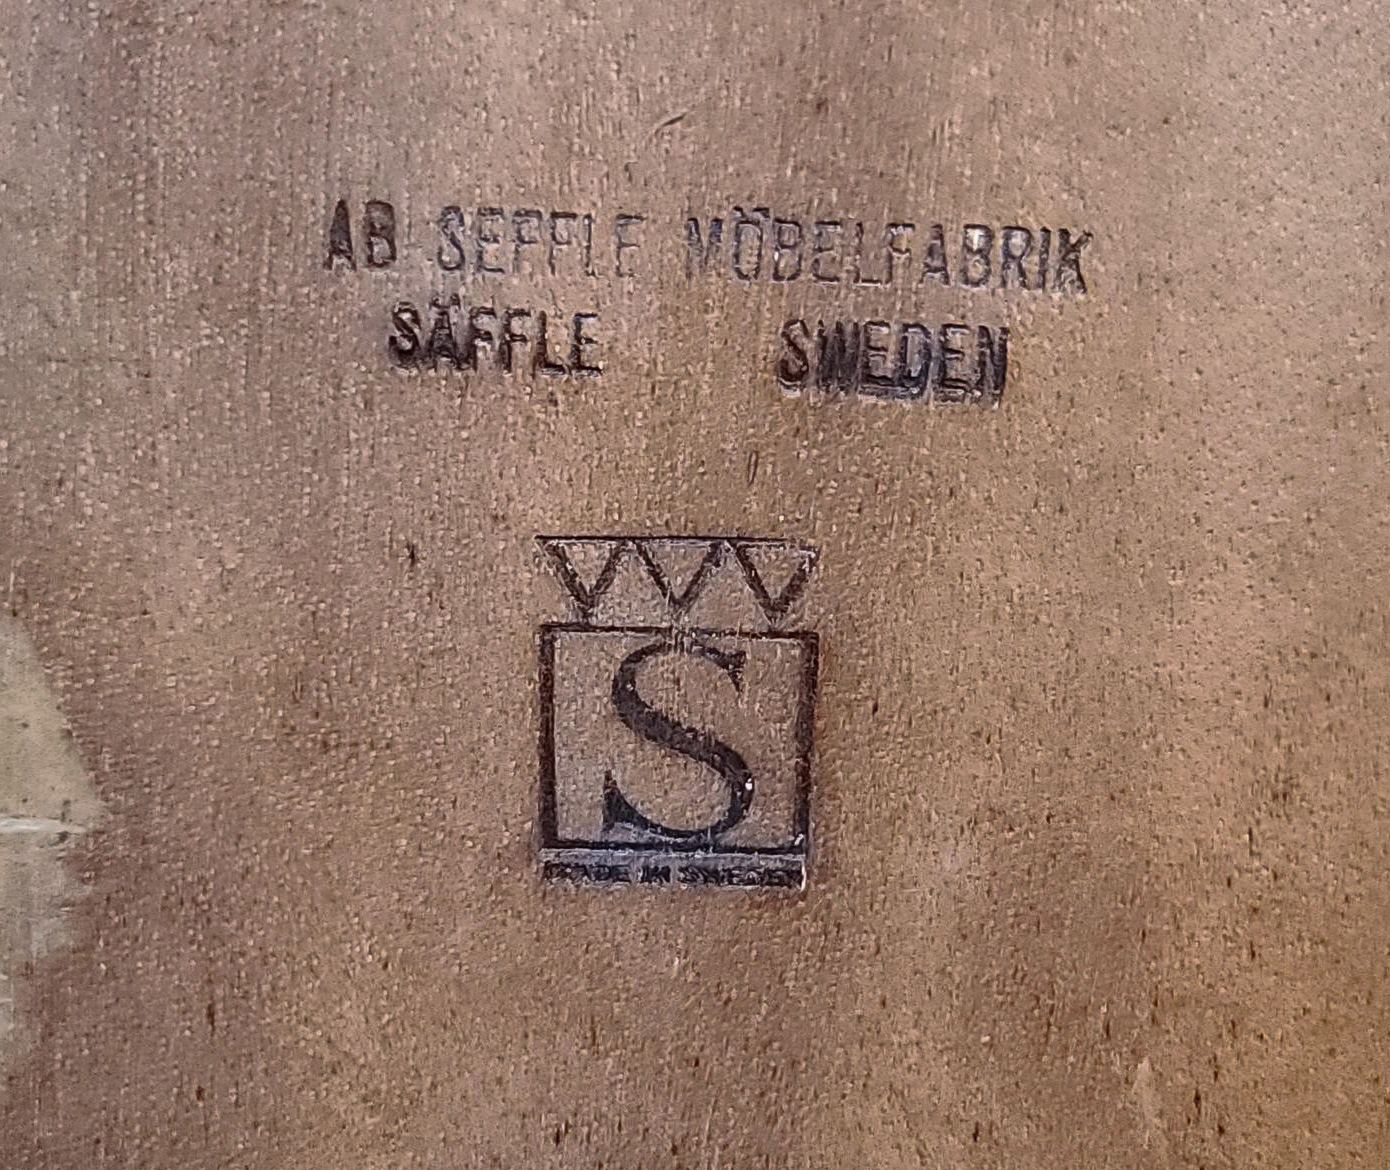 AB SEFFLE MÖBELFABRIK
SÄFFLE SWEDEN
S
MADE IN SWEDEN